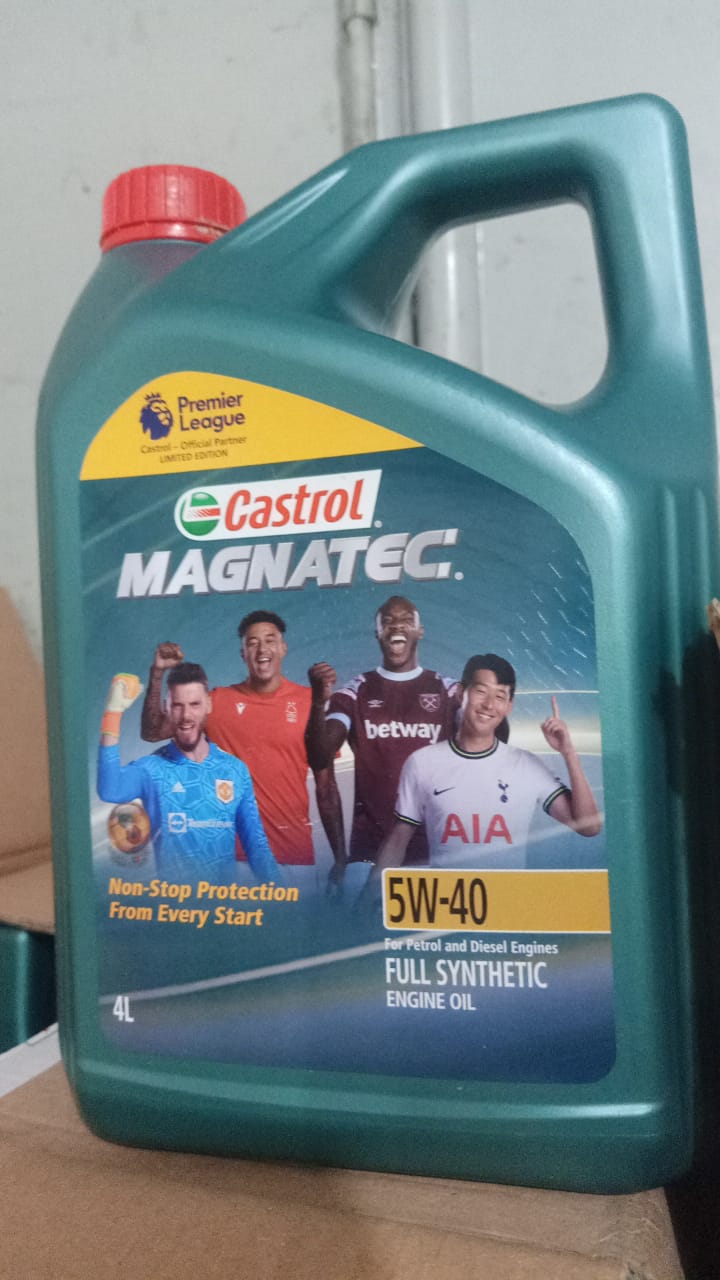 Premier
League
Castrol – Official Partner
LIMITED EDITION
Castrol
MAGNATEC
betway
TeamViewer
AIA
Non-Stop Protection
From Every Start
5W-40
For Petrol and Diesel Engines
FULL SYNTHETIC
ENGINE OIL
4L